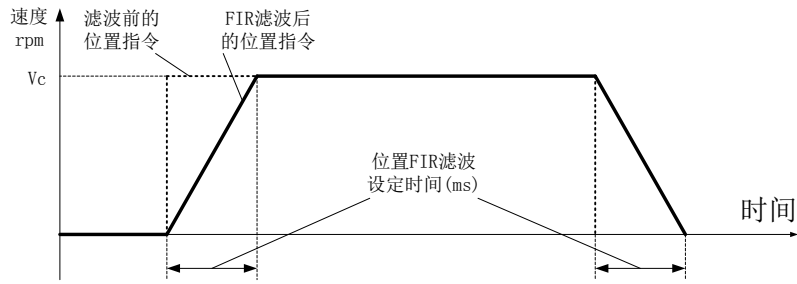 速度
rpm
滤波前的
位置指令
FIR滤波后
的位置指令
Vc
位置FIR滤波
设定时间(ms)
时间